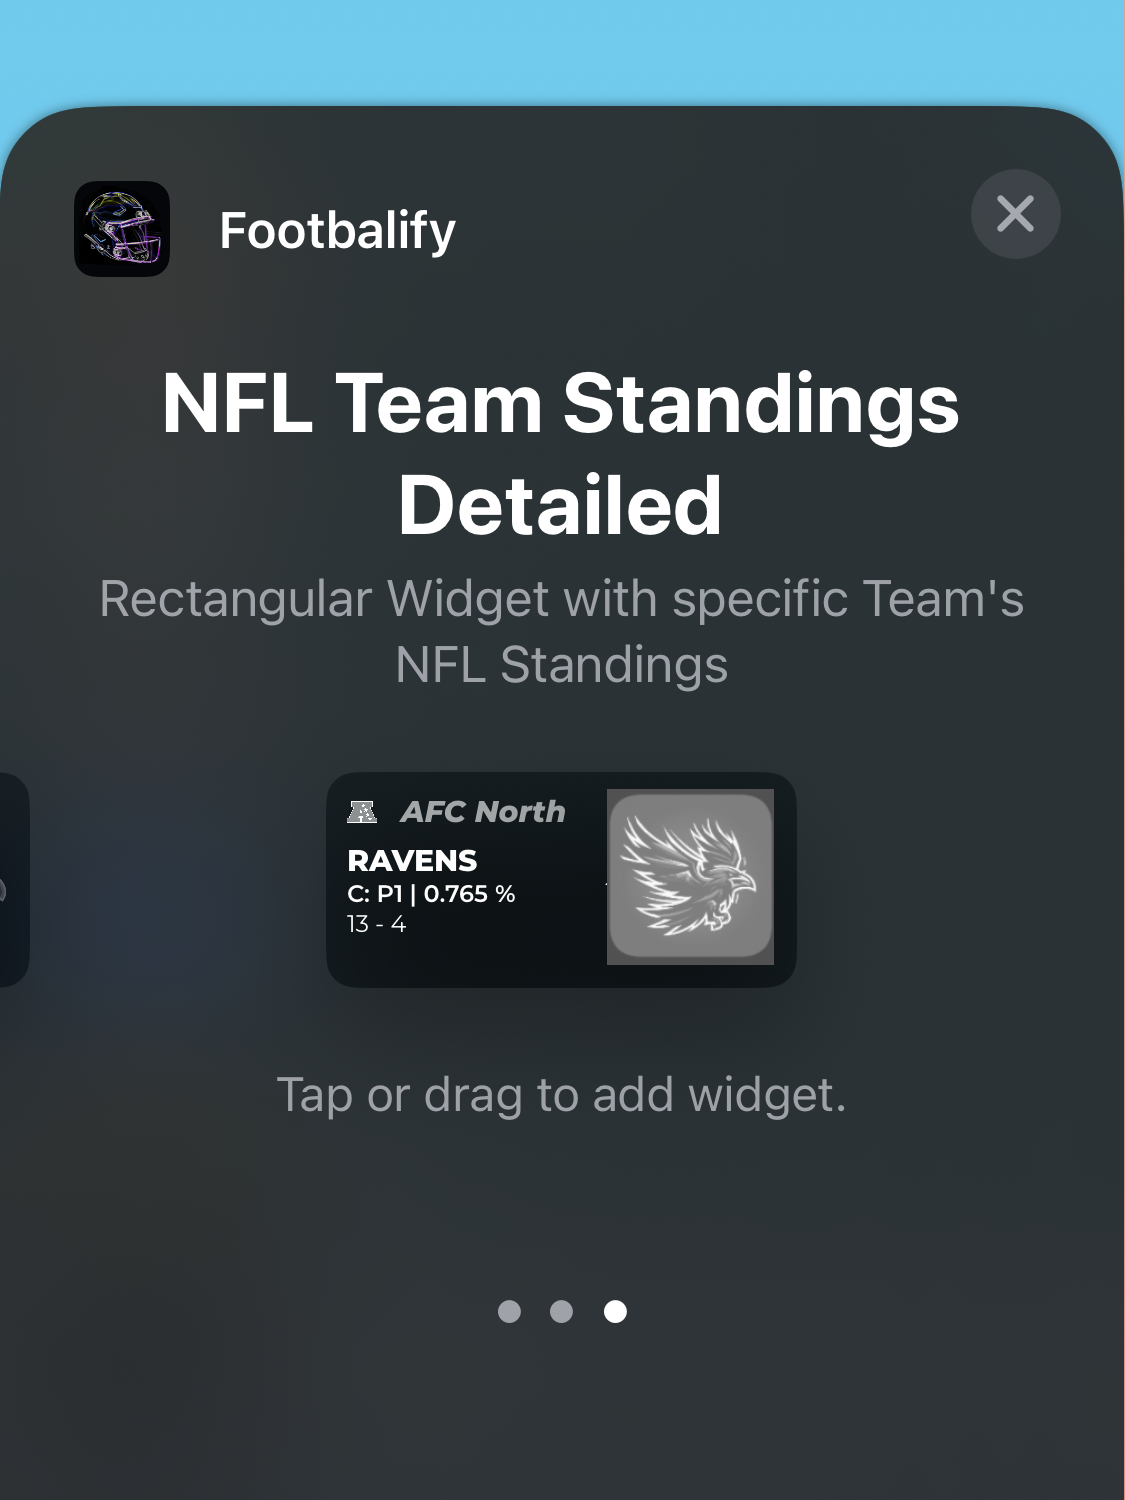 Footbalify
NFL Team Standings
Detailed
Rectangular Widget with specific Team's
NFL Standings
AFC North
RAVENS
C: P1 | 0.765 %
13 - 4
Tap or drag to add widget.